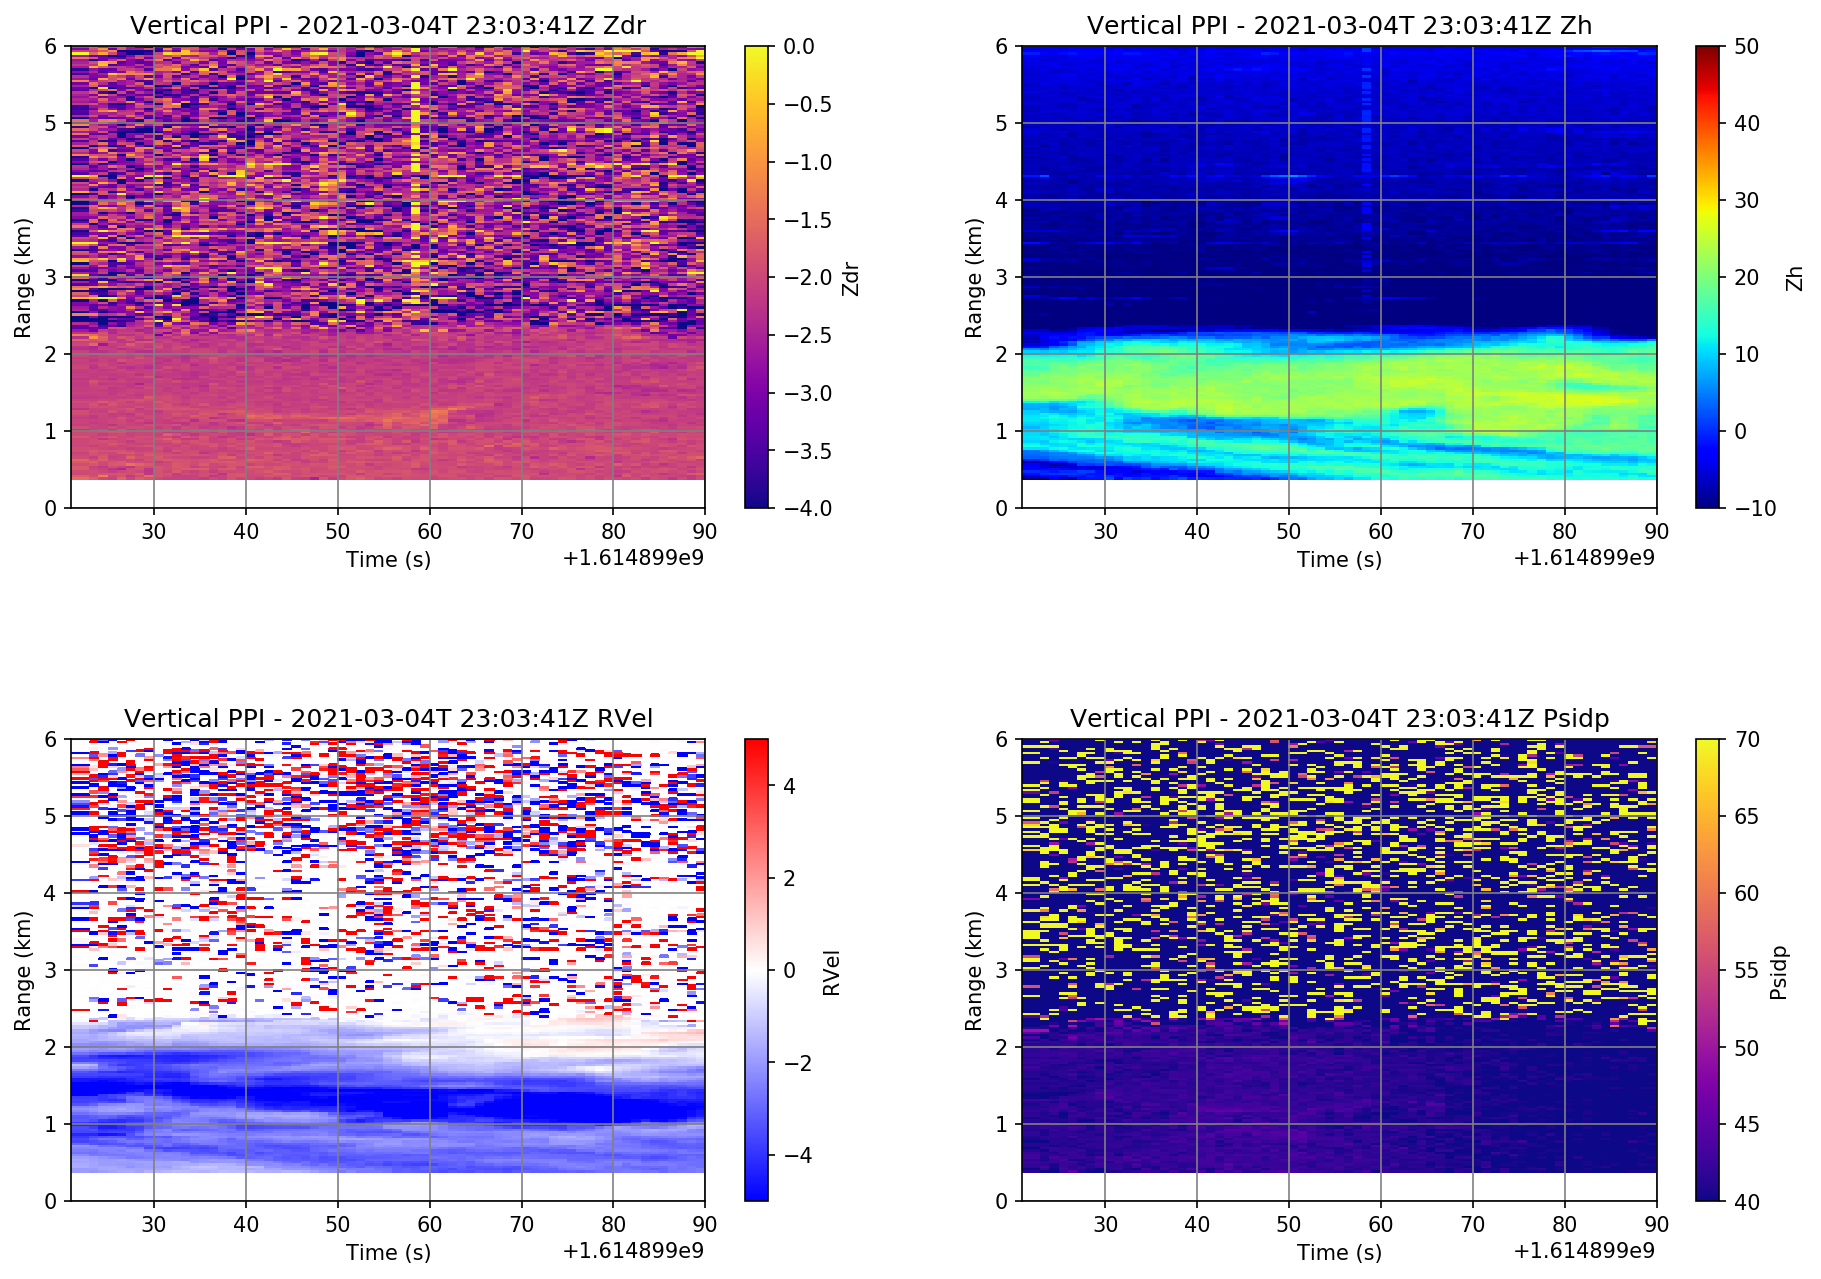 Vertical PPI - 2021-03-04T 23:03:41Z Zdr
6
5
4
3
2
1
0
Range (km)
30 40 50 60 70 80 90
Time (s)
+1.614899e9
0.0
−0.5
−1.0
−1.5
−2.0
−2.5
−3.0
−3.5
−4.0
Zdr
Vertical PPI - 2021-03-04T 23:03:41Z Zh
6
5
4
3
2
1
0
Range (km)
30 40 50 60 70 80 90
Time (s)
+1.614899e9
50
40
30
20
10
0
−10
Zh
Vertical PPI - 2021-03-04T 23:03:41Z RVel
6
5
4
3
2
1
0
Range (km)
30 40 50 60 70 80 90
Time (s)
+1.614899e9
4
2
0
−2
−4
RVel
Vertical PPI - 2021-03-04T 23:03:41Z Psidp
6
5
4
3
2
1
0
Range (km)
30 40 50 60 70 80 90
Time (s)
+1.614899e9
70
65
60
55
50
45
40
Psidp